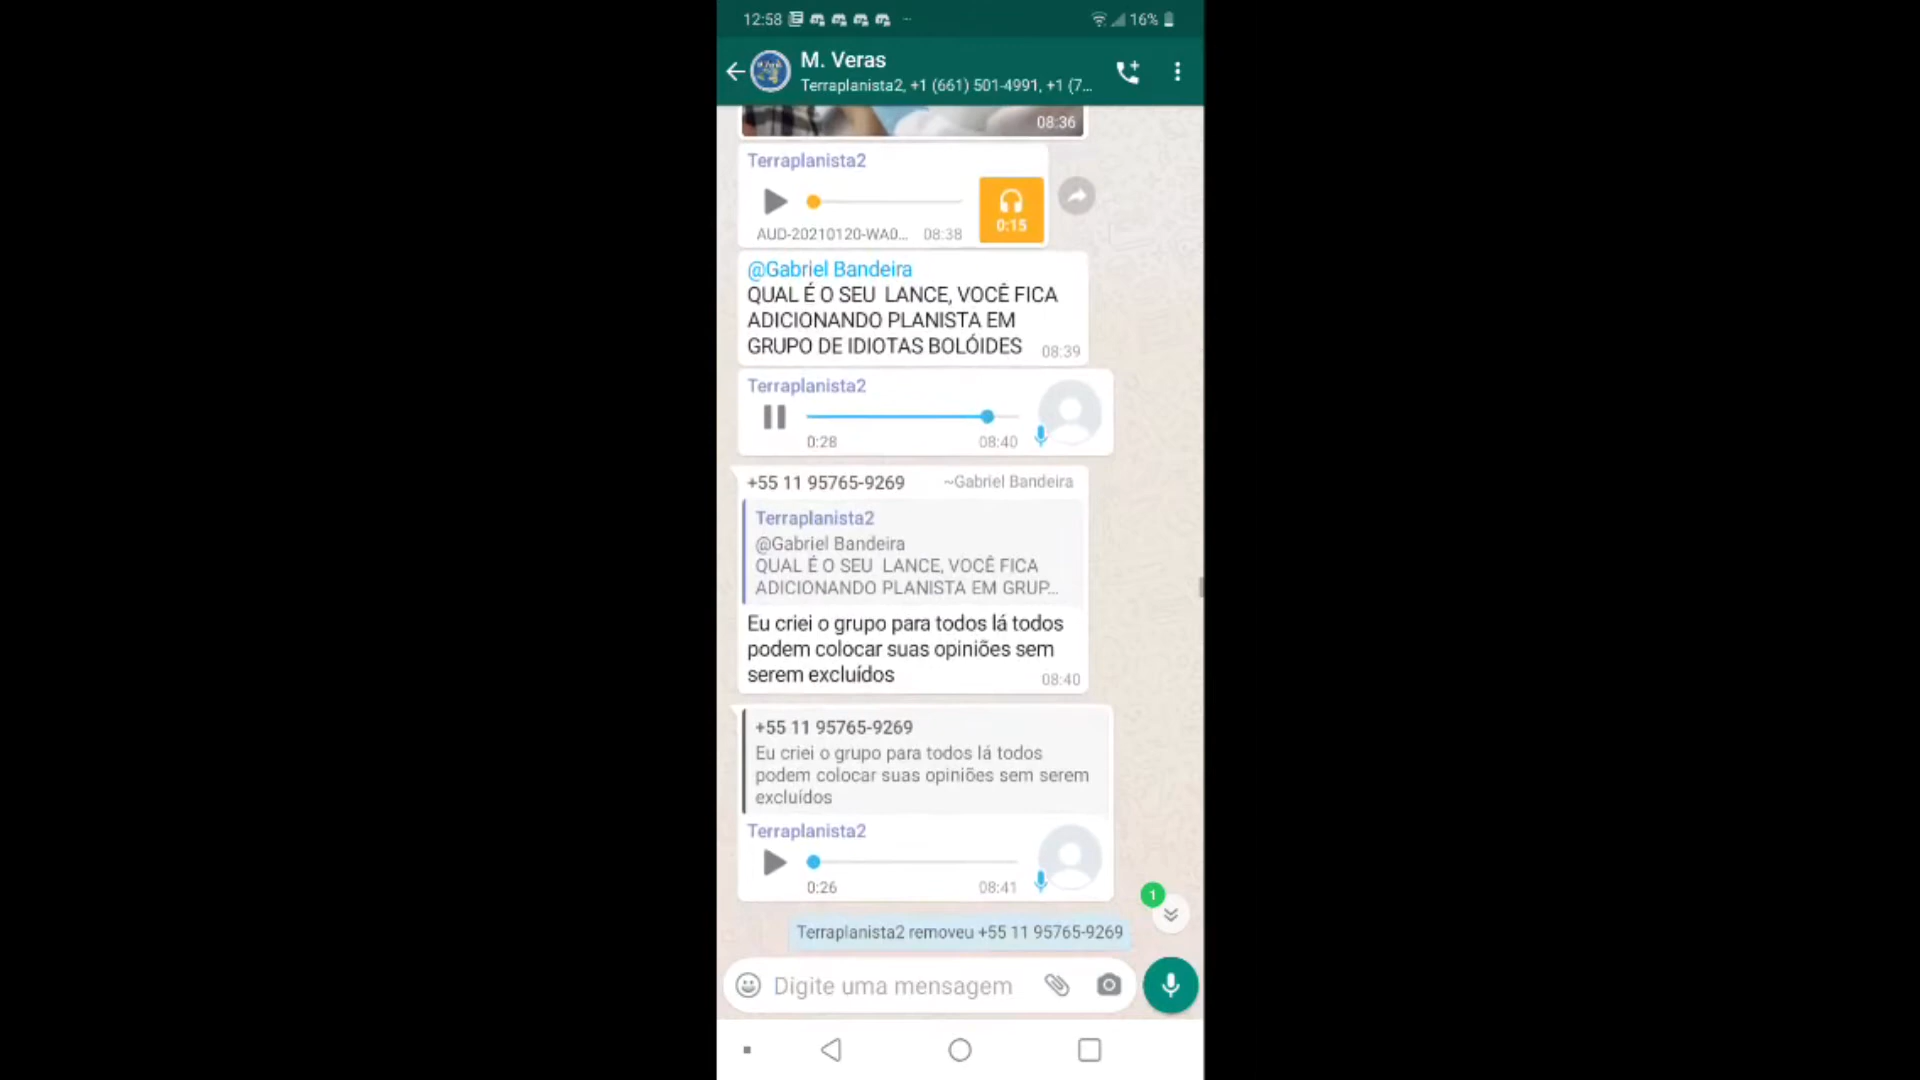 12:58
16%
M. Veras
Terraplanista2, +1 (661) 501-4991, +1 (7...
08:36
Terraplanista2
0:15
AUD-20210120-WA0... 08:38
@Gabriel Bandeira
QUAL É O SEU LANCE, VOCÊ FICA
ADICIONANDO PLANISTA EM
GRUPO DE IDIOTAS BOLÓIDES 08:39
Terraplanista2
0:28 08:40
+55 11 95765-9269 ~Gabriel Bandeira
Terraplanista2
@Gabriel Bandeira
QUAL É O SEU LANCE, VOCÊ FICA
ADICIONANDO PLANISTA EM GRUP...
Eu criei o grupo para todos lá todos
podem colocar suas opiniões sem
serem excluídos 08:40
+55 11 95765-9269
Eu criei o grupo para todos lá todos
podem colocar suas opiniões sem serem
excluídos
Terraplanista2
0:26 08:41
1
Terraplanista2 removeu +55 11 95765-9269
Digite uma mensagem